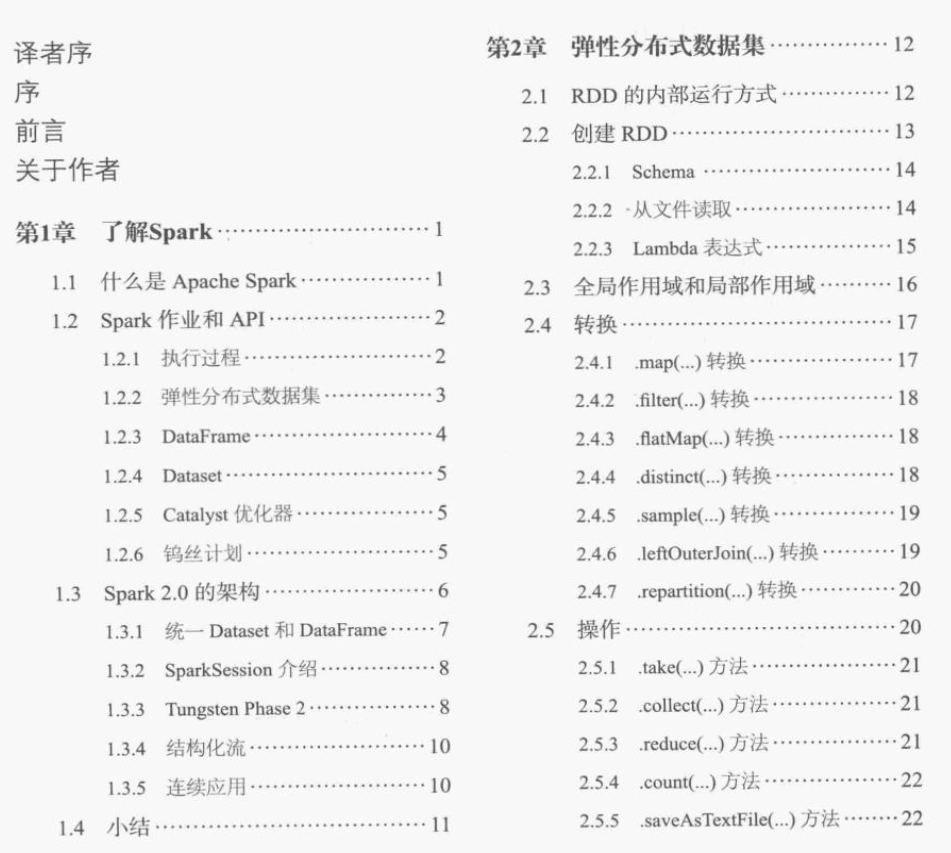 译者序
序
前言
关于作者
第1章 了解Spark ··························· 1
1.1 什么是 Apache Spark ················· 1
1.2 Spark 作业和 API ····················· 2
1.2.1 执行过程 ························ 2
1.2.2 弹性分布式数据集 ·············· 3
1.2.3 DataFrame ······················· 4
1.2.4 Dataset ·························· 5
1.2.5 Catalyst 优化器 ················· 5
1.2.6 钨丝计划 ························ 5
1.3 Spark 2.0 的架构 ····················· 6
1.3.1 统一 Dataset 和 DataFrame ······ 7
1.3.2 SparkSession 介绍 ··············· 8
1.3.3 Tungsten Phase 2 ················ 8
1.3.4 结构化流 ······················· 10
1.3.5 连续应用 ······················· 10
1.4 小结 ·································· 11
第2章 弹性分布式数据集 ··············· 12
2.1 RDD 的内部运行方式 ·············· 12
2.2 创建 RDD ··························· 13
2.2.1 Schema ························· 14
2.2.2 从文件读取 ···················· 14
2.2.3 Lambda 表达式 ················ 15
2.3 全局作用域和局部作用域 ·········· 16
2.4 转换 ································· 17
2.4.1 .map(...) 转换 ·················· 17
2.4.2 .filter(...) 转换 ················· 18
2.4.3 .flatMap(...) 转换 ·············· 18
2.4.4 .distinct(...) 转换 ··············· 18
2.4.5 .sample(...) 转换 ··············· 19
2.4.6 .leftOuterJoin(...) 转换 ········· 19
2.4.7 .repartition(...) 转换 ············ 20
2.5 操作 ································· 20
2.5.1 .take(...) 方法 ·················· 21
2.5.2 .collect(...) 方法 ················ 21
2.5.3 .reduce(...) 方法 ················ 21
2.5.4 .count(...) 方法 ················· 22
2.5.5 .saveAsTextFile(...) 方法 ······· 22